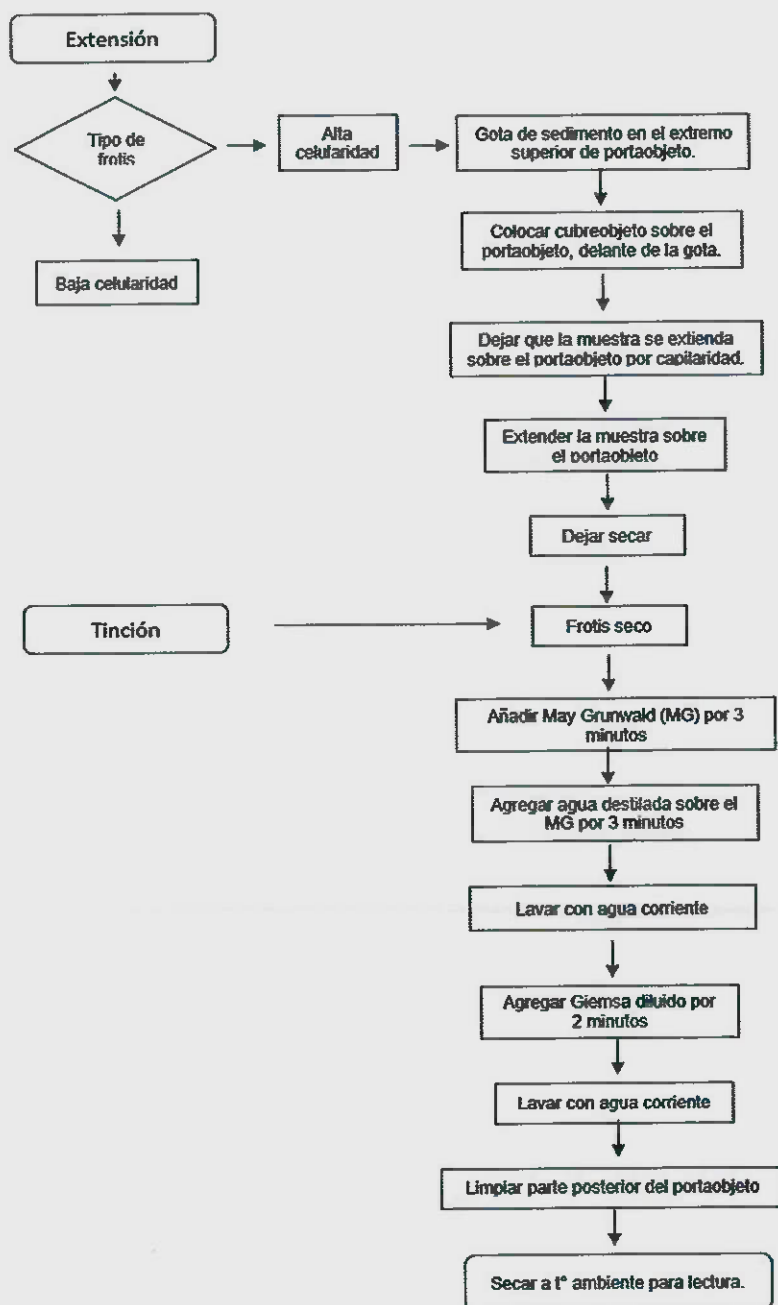 Extensión
Tipo de
frotis
Alta
celularidad
Gota de sedimento en el extremo
superior de portaobjeto.
Colocar cubreobjeto sobre el
portaobjeto, delante de la gota.
Baja celularidad
Dejar que la muestra se extienda
sobre el portaobjeto por capilaridad.
Extender la muestra sobre
el portaobjeto
Dejar secar
Tinción
Frotis seco
Añadir May Grunwald (MG) por 3
minutos
Agregar agua destilada sobre el
MG por 3 minutos
Lavar con agua corriente
Agregar Giemsa diluido por
2 minutos
Lavar con agua corriente
Limpiar parte posterior del portaobjeto
Secar a t° ambiente para lectura.